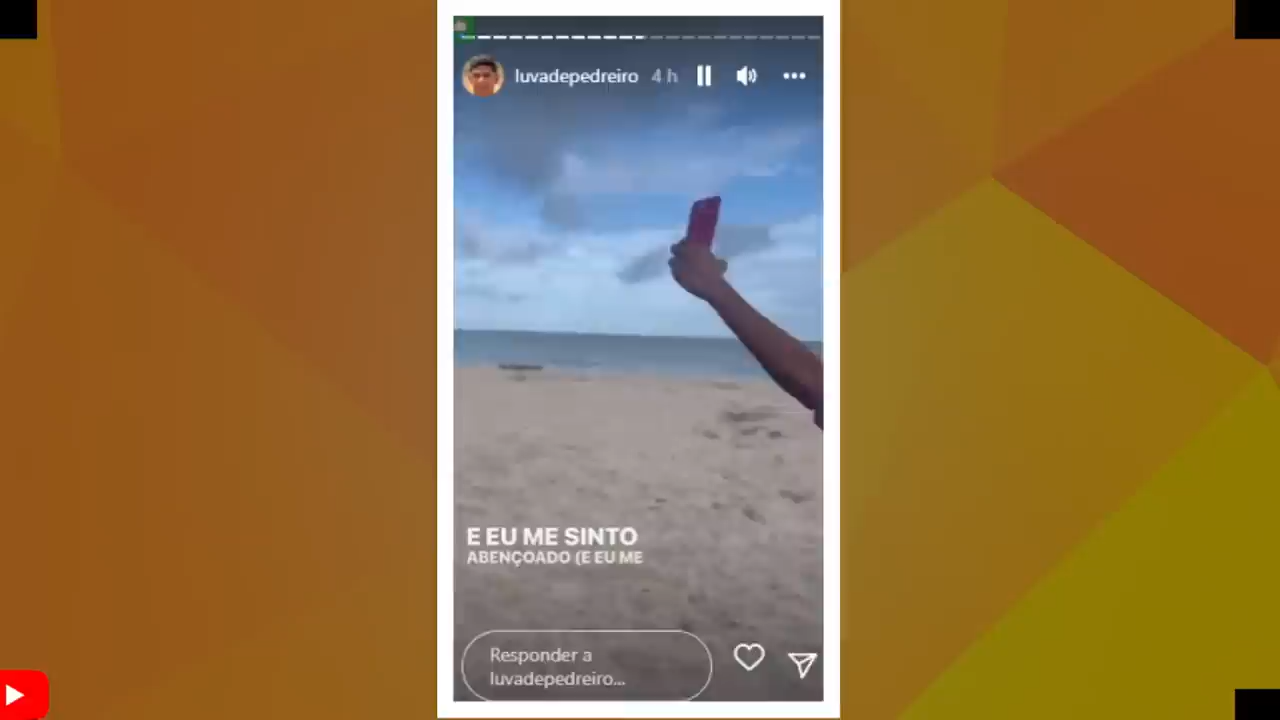 luvadepedreiro 4 h
E EU ME SINTO
ABENÇOADO (E EU ME
Responder a
luvadepedreiro...